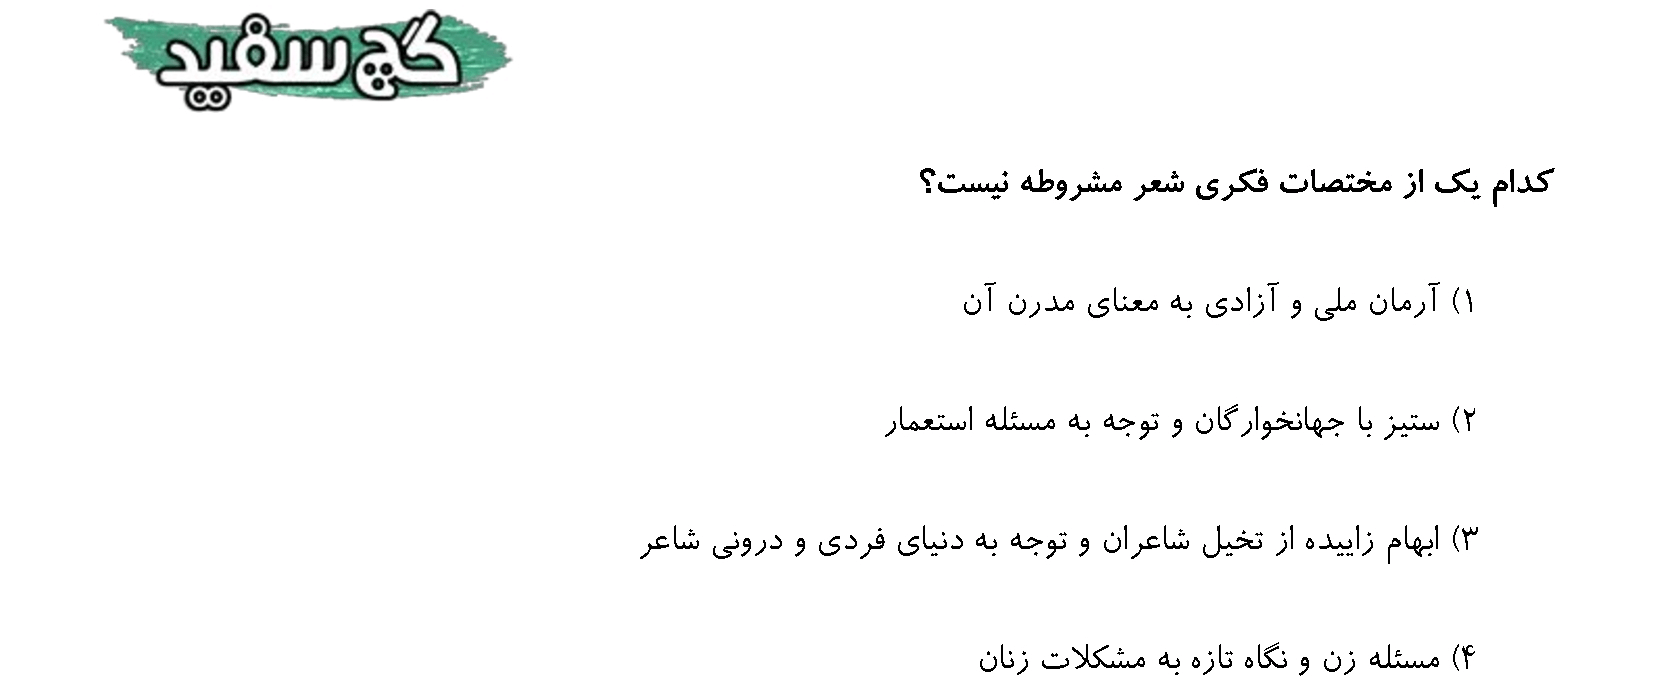 گچ سفید
کدام یک از مختصات فکری شعر مشروطه نیست؟
۱) آرمان ملی و آزادی به معنای مدرن آن
۲) ستیز با جهانخوارگان و توجه به مسئله استعمار
۳) ابهام زاییده از تخیل شاعران و توجه به دنیای فردی و درونی شاعر
۴) مسئله زن و نگاه تازه به مشکلات زنان